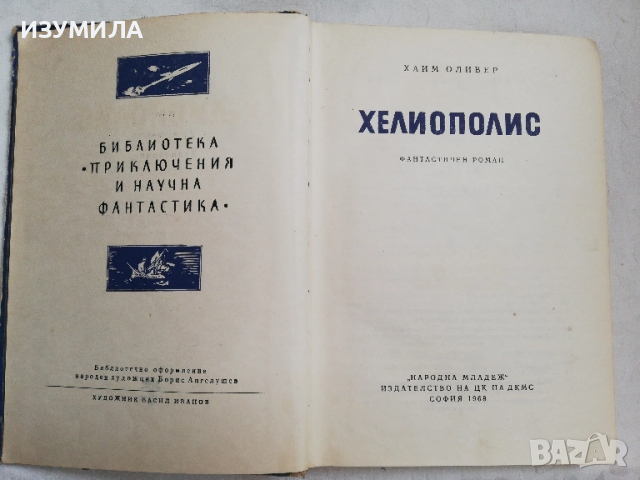 ИЗУМИЛА
БИБЛИОТЕКА
"ПРИКЛЮЧЕНИЯ
И НАУЧНА
ФАНТАСТИКА"
Библиотечно оформление
народен художник Борис Ангелушев
ХУДОЖНИК ВАСИЛ ИВАНОВ
ХАИМ ОЛИВЕР
ХЕЛИОПОЛИС
ФАНТАСТИЧЕН РОМАН
„НАРОДНА МЛАДЕЖ"
ИЗДАТЕЛСТВО НА ЦК НА ДКМС
СОФИЯ 1968
BAZAR